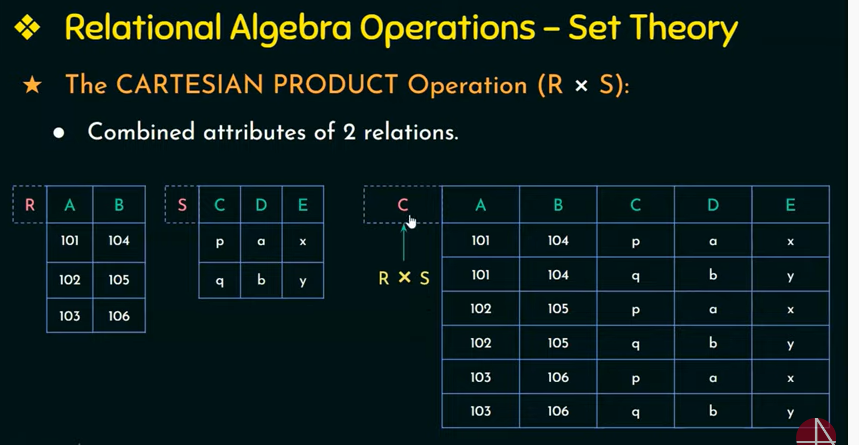 ❖ Relational Algebra Operations – Set Theory
★ The CARTESIAN PRODUCT Operation (R × S):
● Combined attributes of 2 relations.
R A B
101 104
102 105
103 106
S C D E
p a x
q b y
C A B C D E
R × S
101 104 p a x
101 104 q b y
102 105 p a x
102 105 q b y
103 106 p a x
103 106 q b y